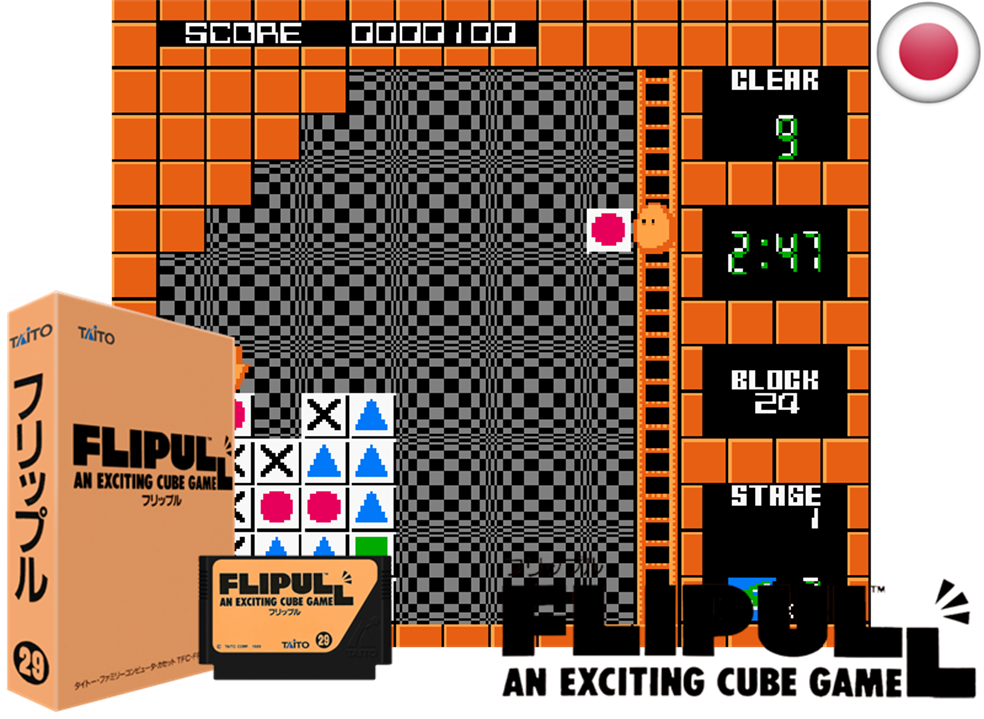 SCORE 0000100
CLEAR
9
2:47
BLOCK
24
STAGE
1
TAITO
フリップル
29
TAITO
FLIPULL
AN EXCITING CUBE GAME
フリップル
FLIPULL
AN EXCITING CUBE GAME
フリップル
TAITO 29
フリップル
FLIPULL™
AN EXCITING CUBE GAME